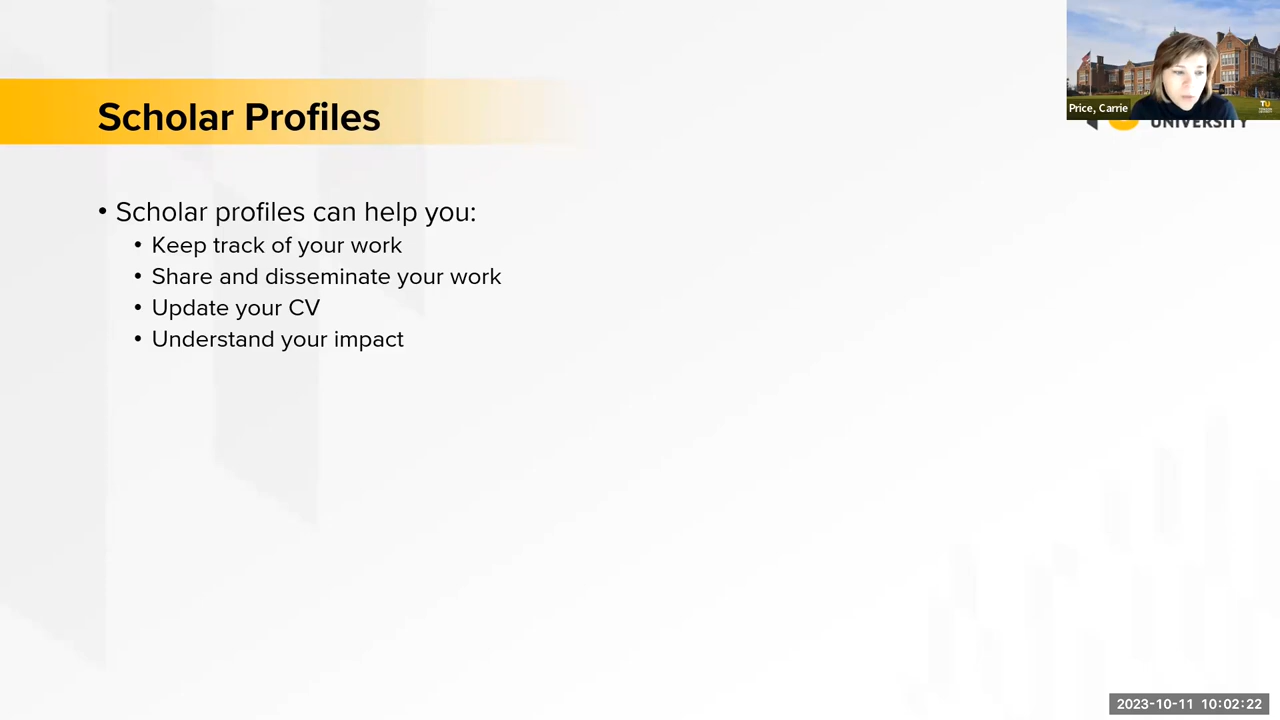 Scholar Profiles
Price, Carrie
TU
UNIVERSITY
• Scholar profiles can help you:
• Keep track of your work
• Share and disseminate your work
• Update your CV
• Understand your impact
2023-10-11 10:02:22